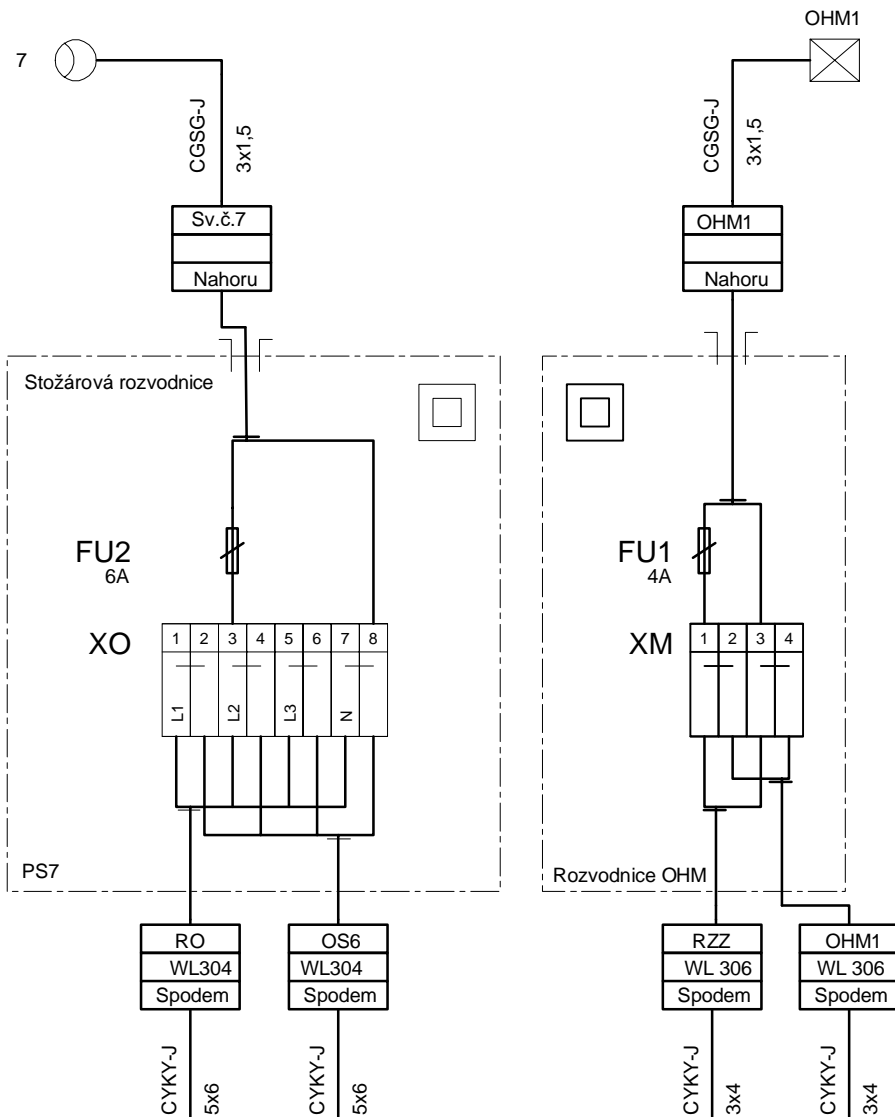 OHM1
7
CGSG-J
3x1,5
CGSG-J
3x1,5
Sv.č.7
Nahoru
OHM1
Nahoru
Stožárová rozvodnice
FU2
6A
FU1
4A
XO
1 2 3 4 5 6 7 8
L1 L2 L3 N
XM
1 2 3 4
PS7
Rozvodnice OHM
RO
WL304
Spodem
OS6
WL304
Spodem
RZZ
WL 306
Spodem
OHM1
WL 306
Spodem
CYKY-J
5x6
CYKY-J
5x6
CYKY-J
3x4
CYKY-J
3x4